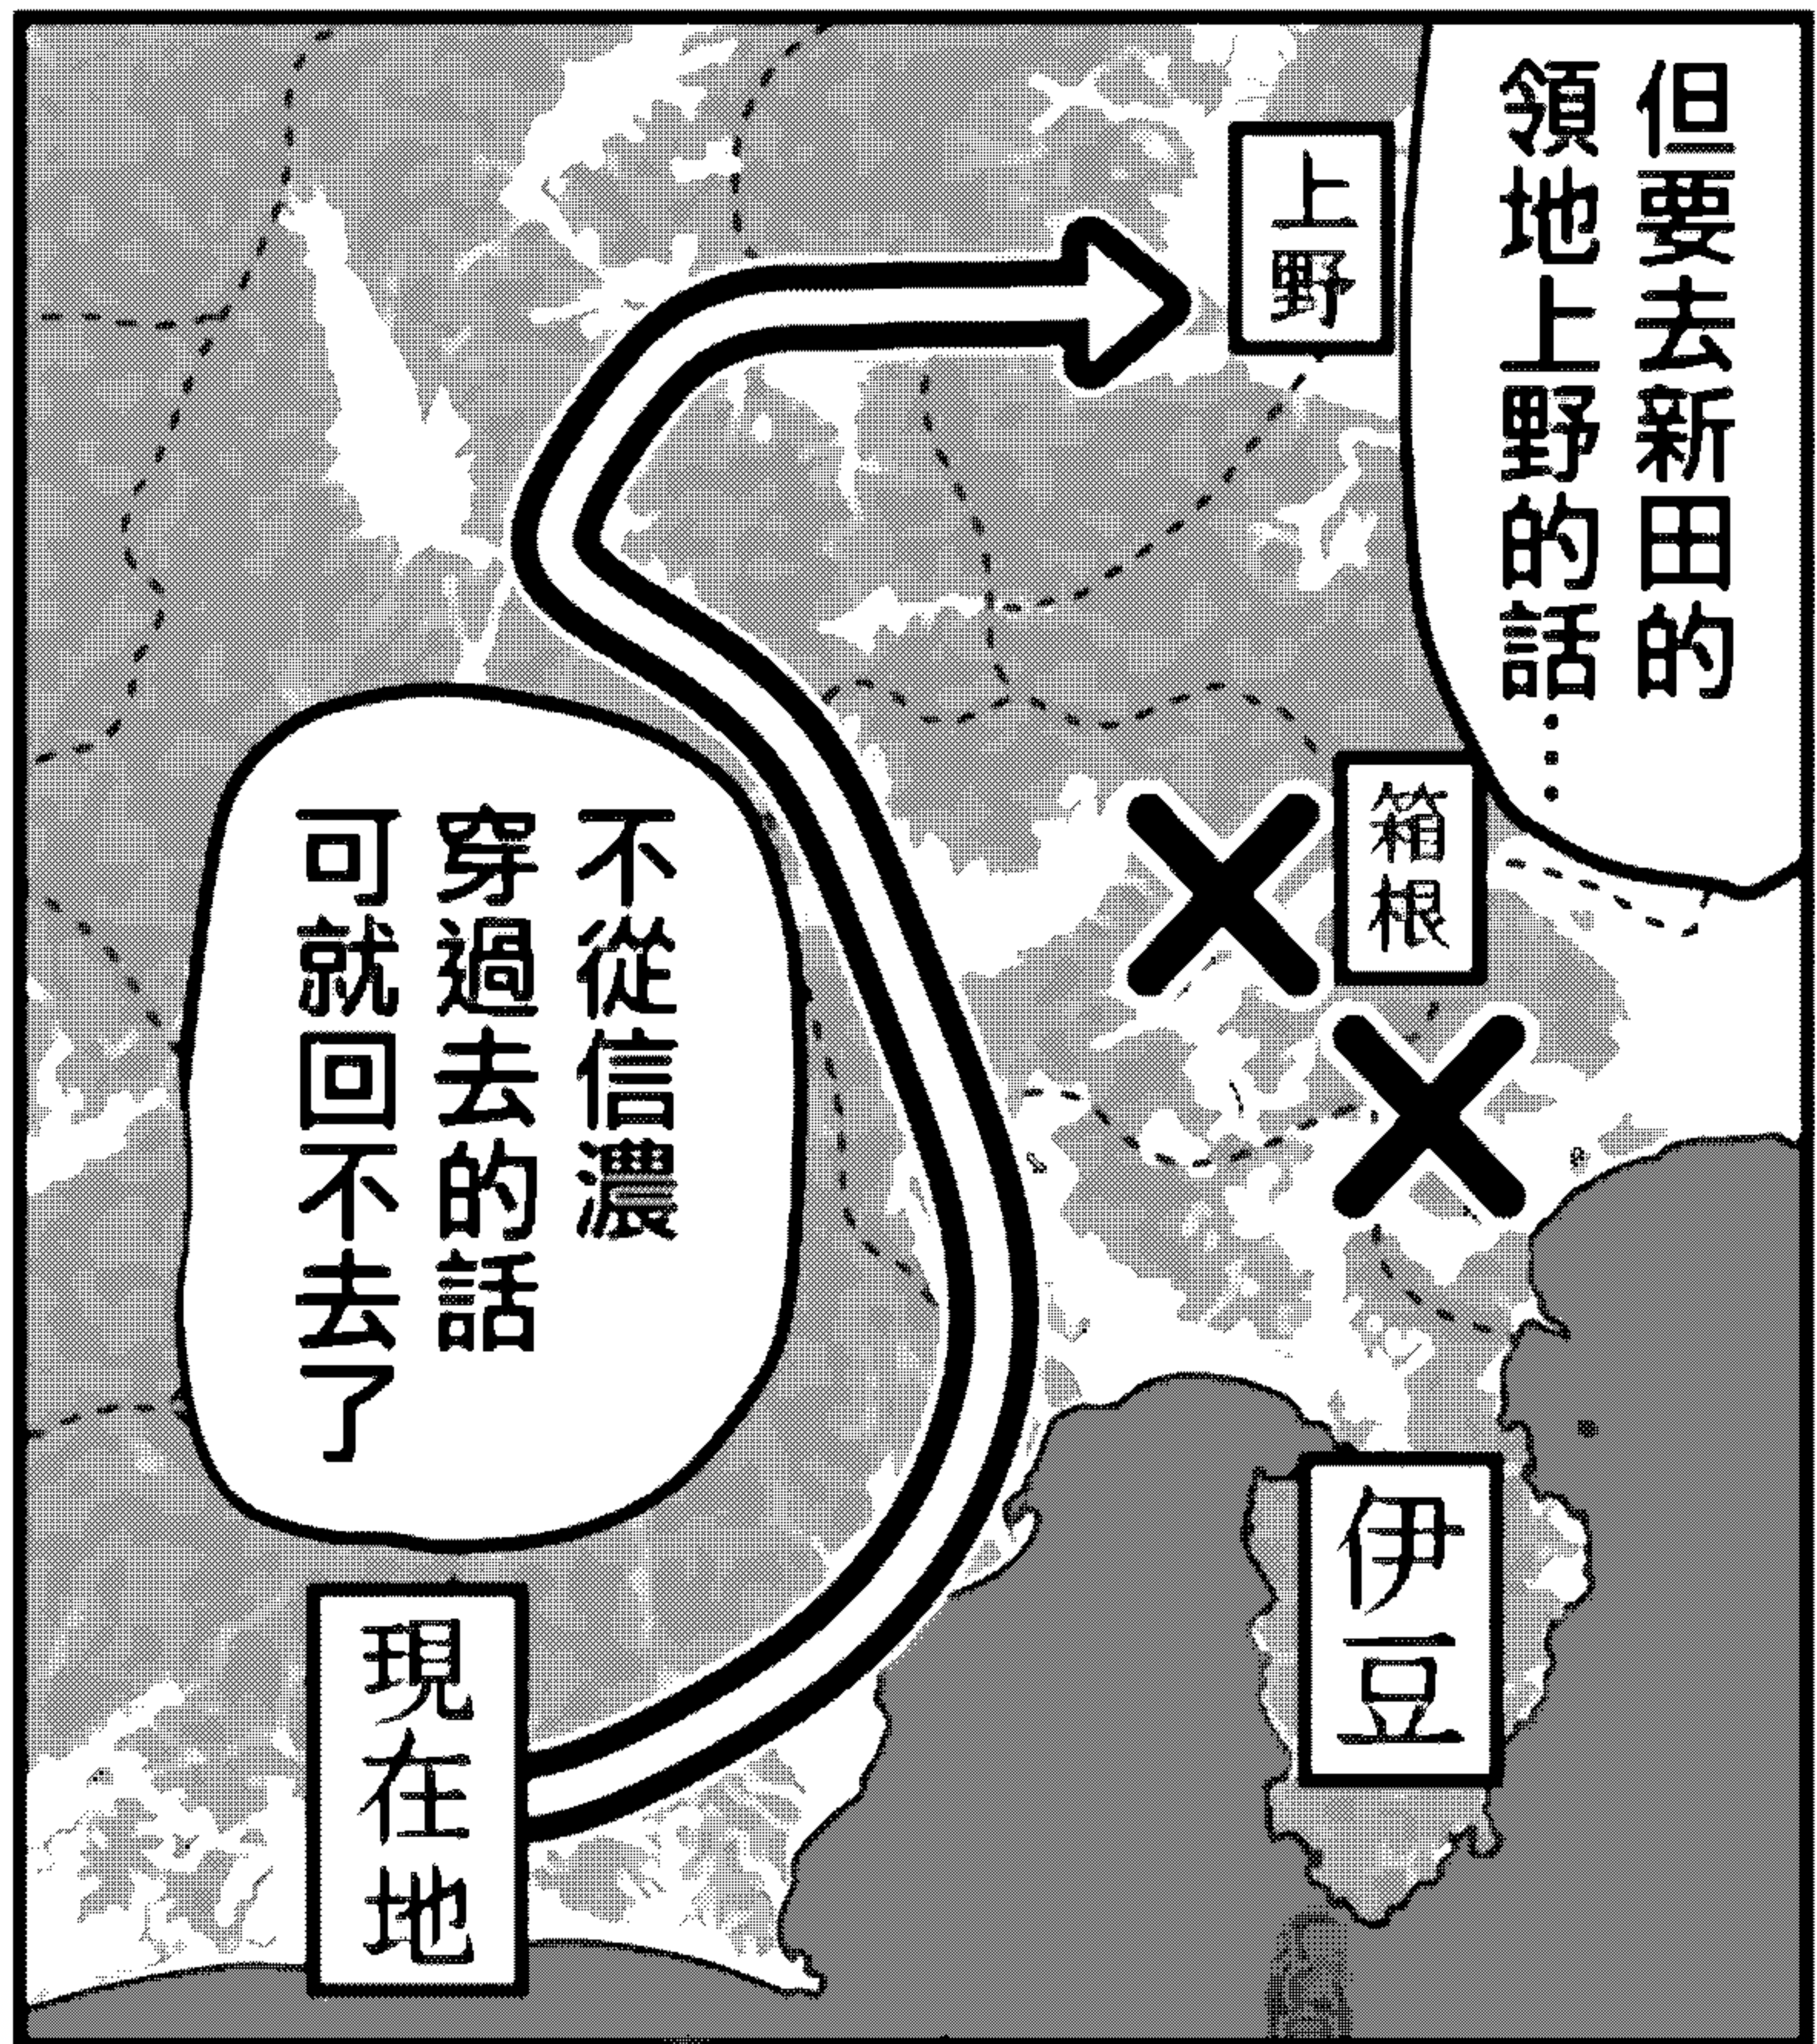 但要去新田的
領地上野的話…
上野
箱根
不從信濃
穿過去的話
可就回不去了
伊豆
現在地